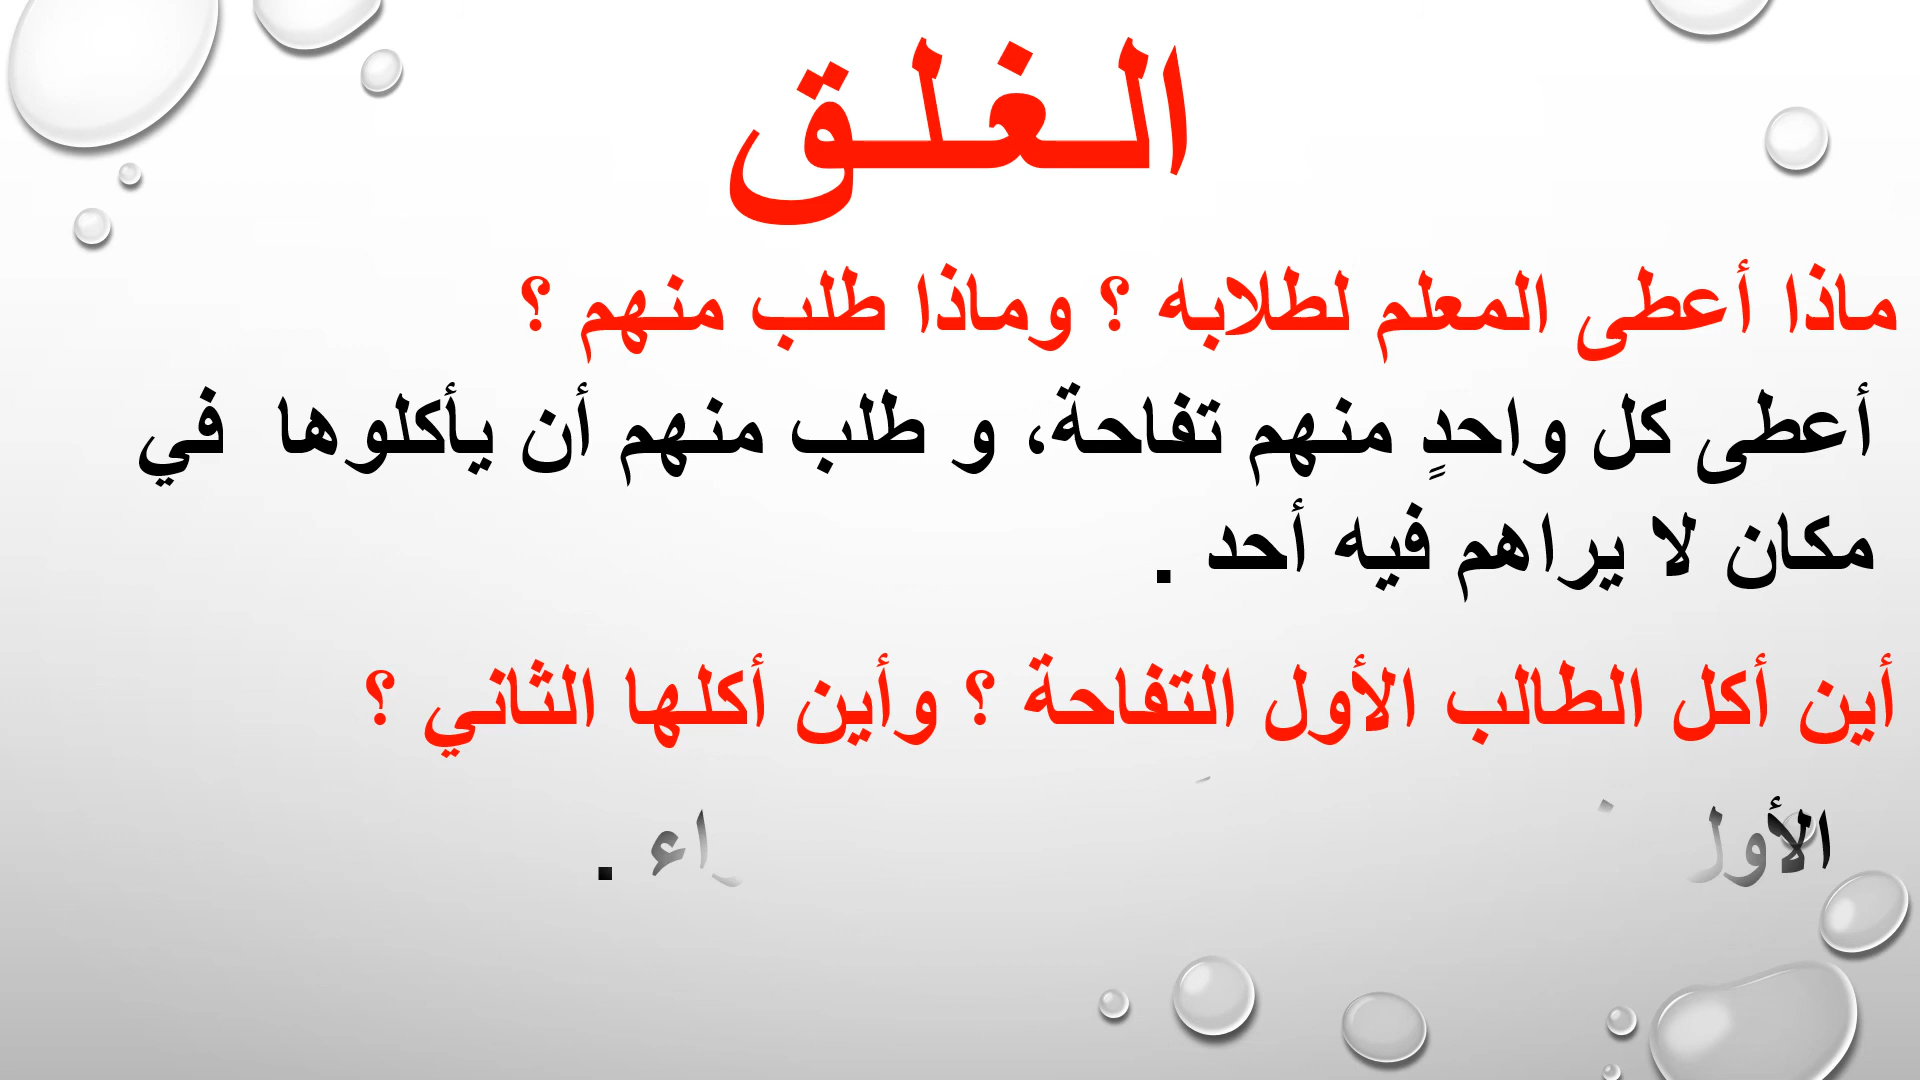 الغلق
ماذا أعطى المعلم لطلابه ؟ وماذا طلب منهم ؟
أعطى كل واحدٍ منهم تفاحة، و طلب منهم أن يأكلوها في
مكان لا يراهم فيه أحد .
أين أكل الطالب الأول التفاحة ؟ وأين أكلها الثاني ؟
الأول .